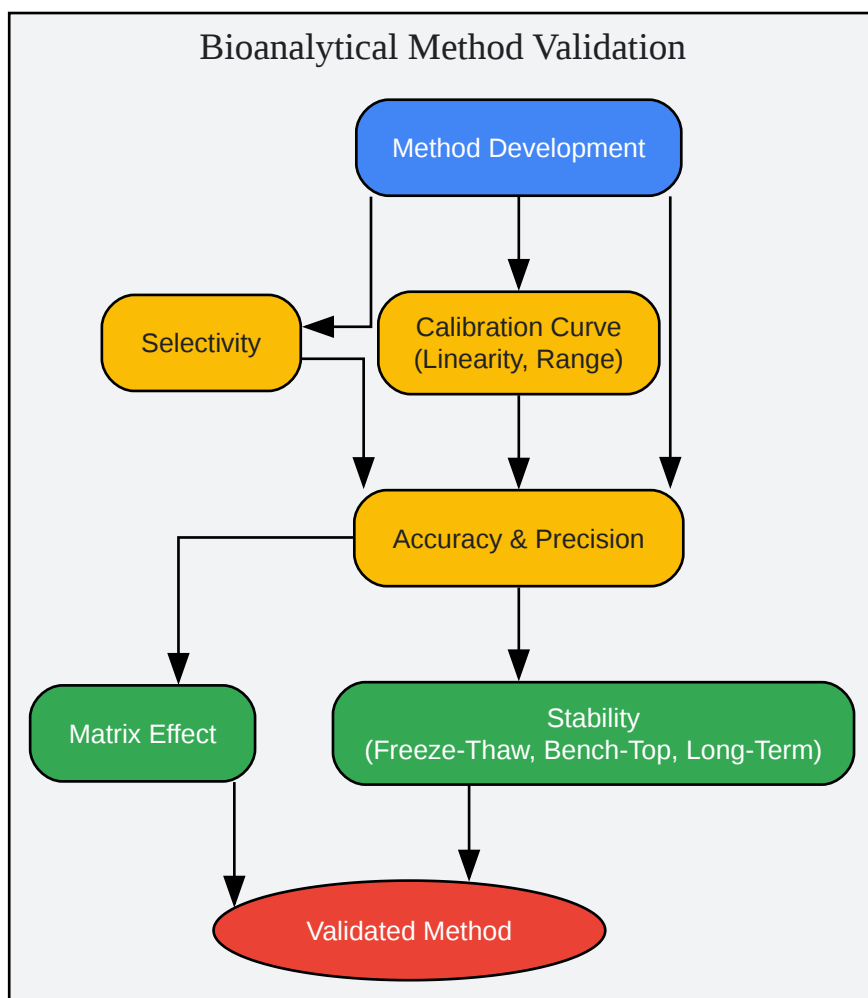 Bioanalytical Method Validation
Method Development
Selectivity
Calibration Curve
(Linearity, Range)
Accuracy & Precision
Matrix Effect
Stability
(Freeze-Thaw, Bench-Top, Long-Term)
Validated Method